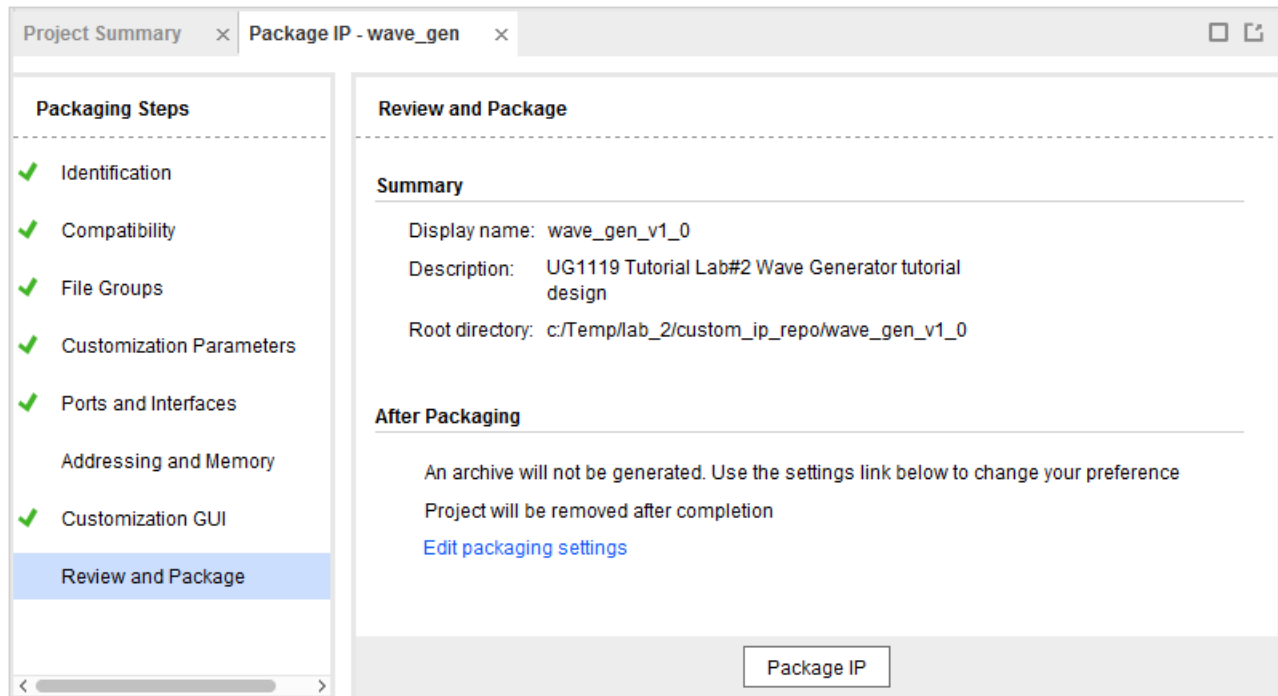 Project Summary
Package IP - wave_gen
Packaging Steps
Identification
Compatibility
File Groups
Customization Parameters
Ports and Interfaces
Addressing and Memory
Customization GUI
Review and Package
Review and Package
Summary
Display name: wave_gen_v1_0
Description: UG1119 Tutorial Lab#2 Wave Generator tutorial
design
Root directory: c:/Temp/lab_2/custom_ip_repo/wave_gen_v1_0
After Packaging
An archive will not be generated. Use the settings link below to change your preference
Project will be removed after completion
Edit packaging settings
Package IP